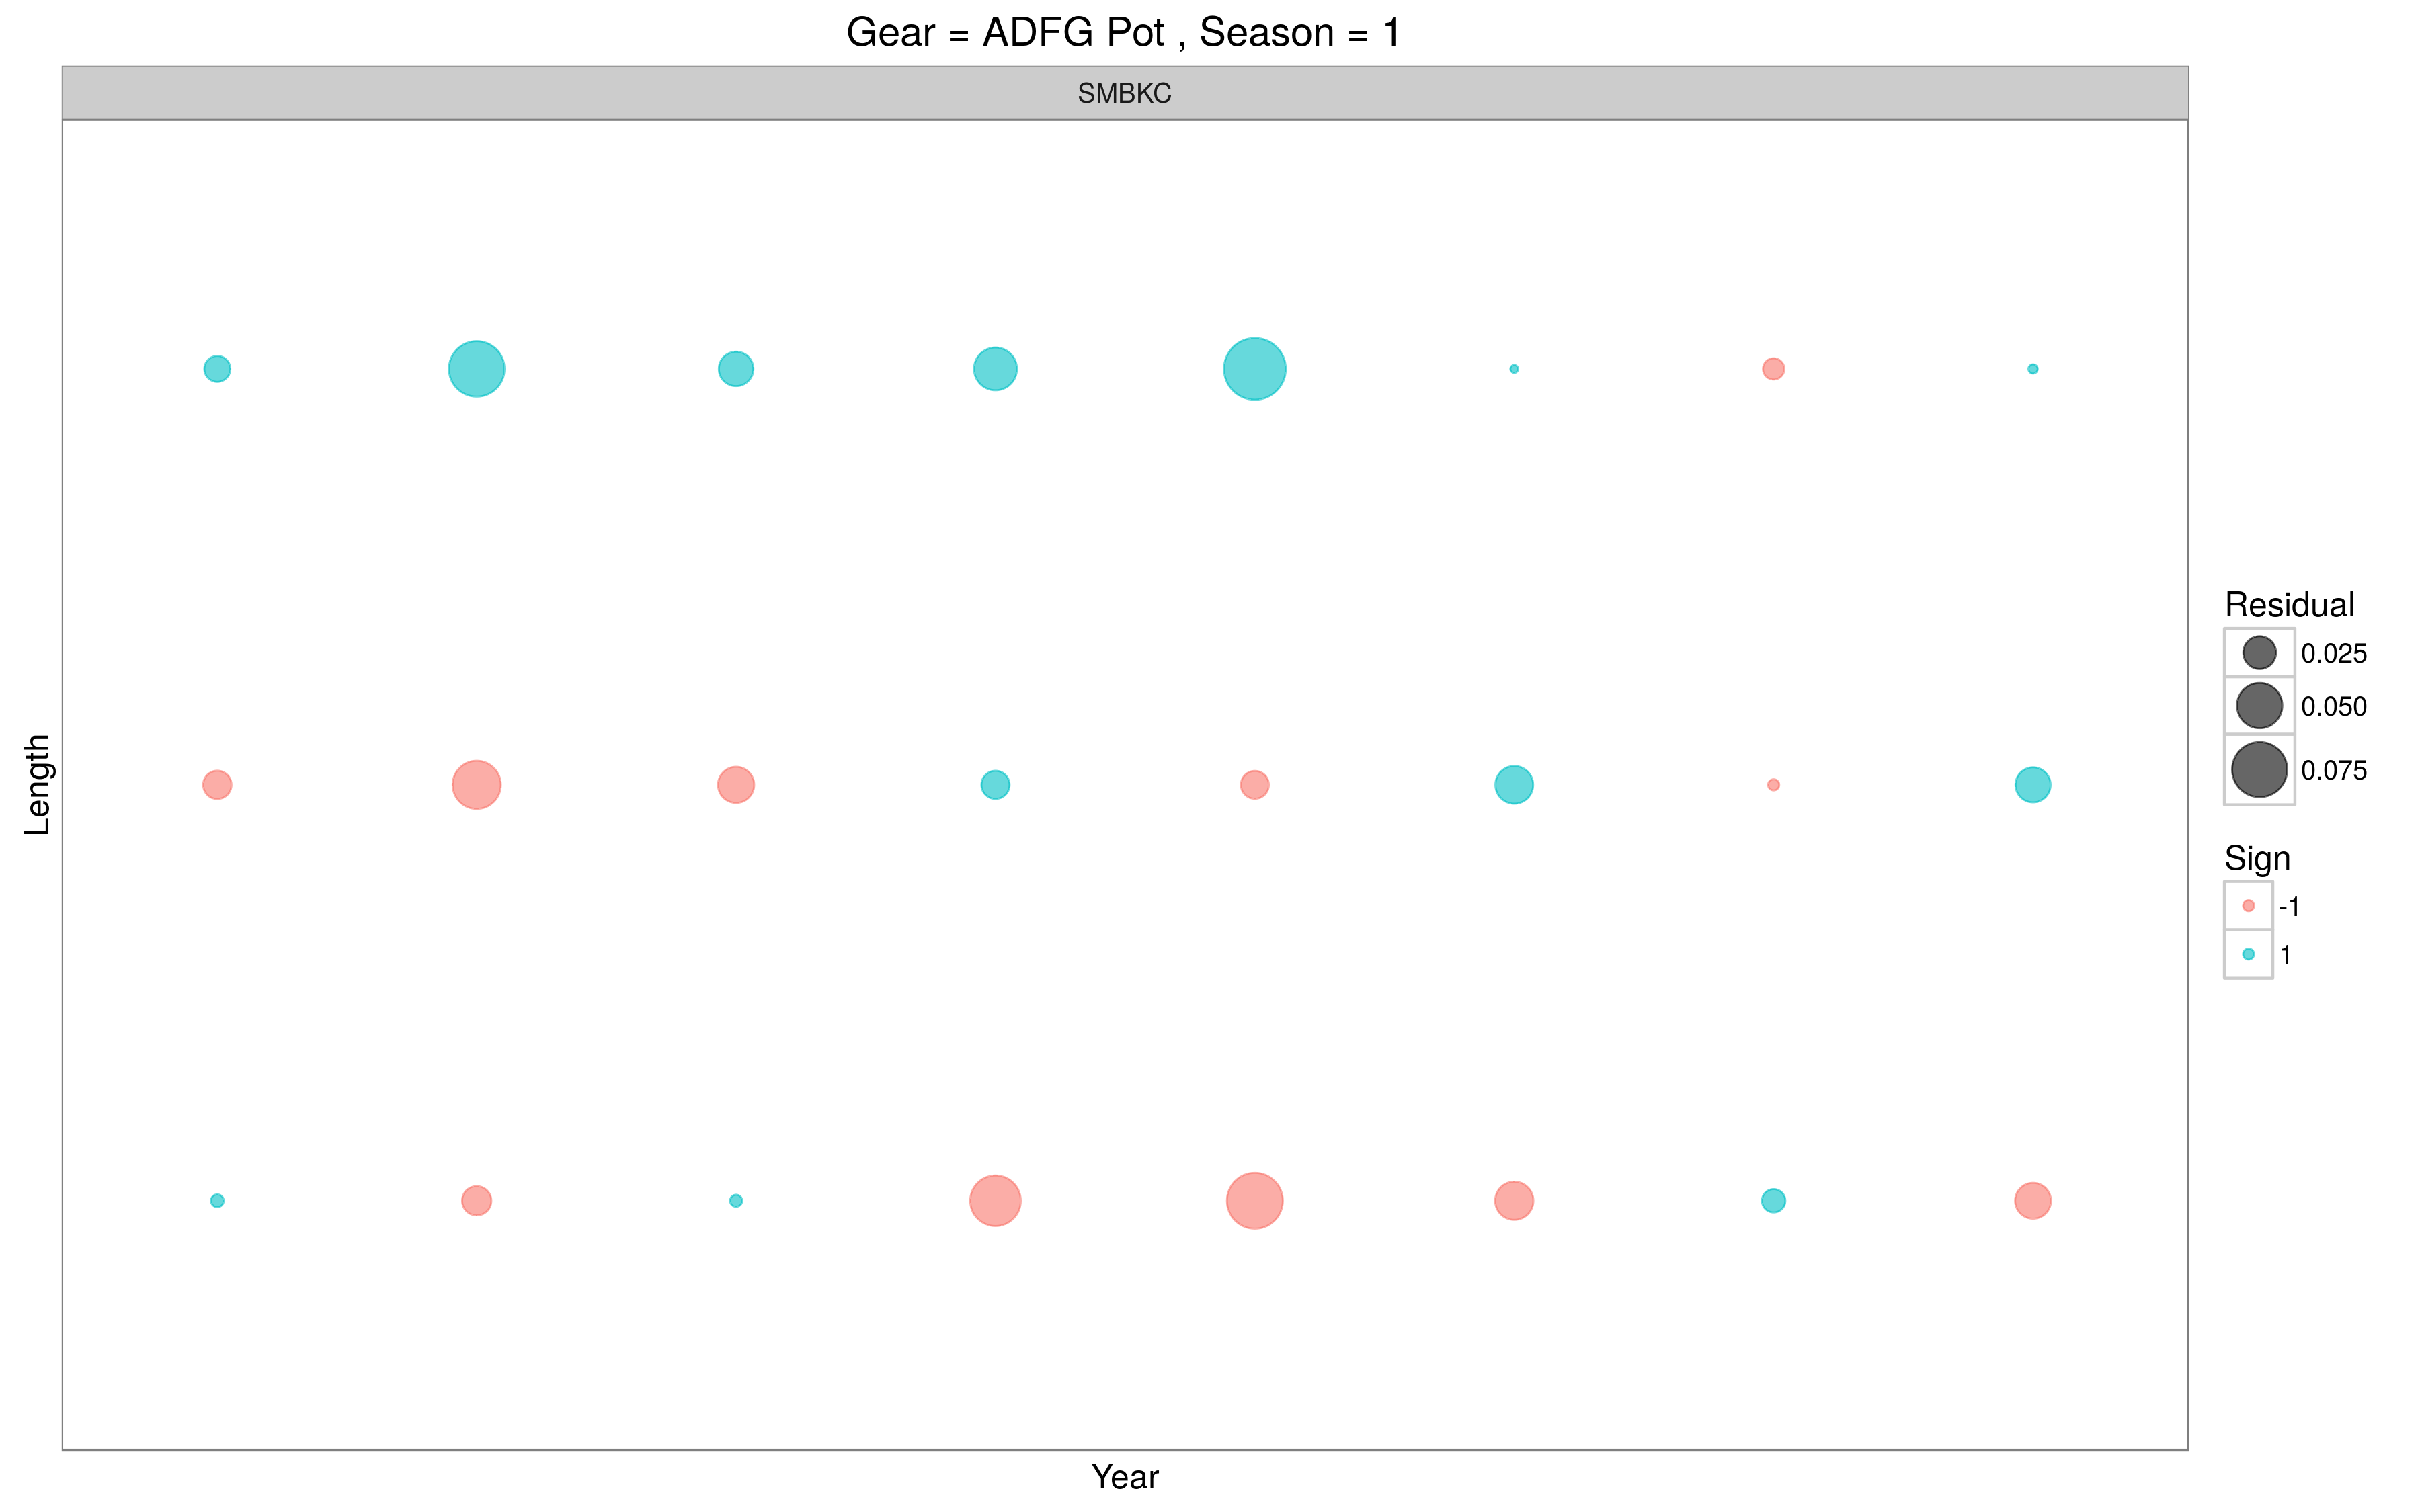 Gear = ADFG Pot , Season = 1
SMBKC
Length
Year
Residual
0.025
0.050
0.075
Sign
-1
1